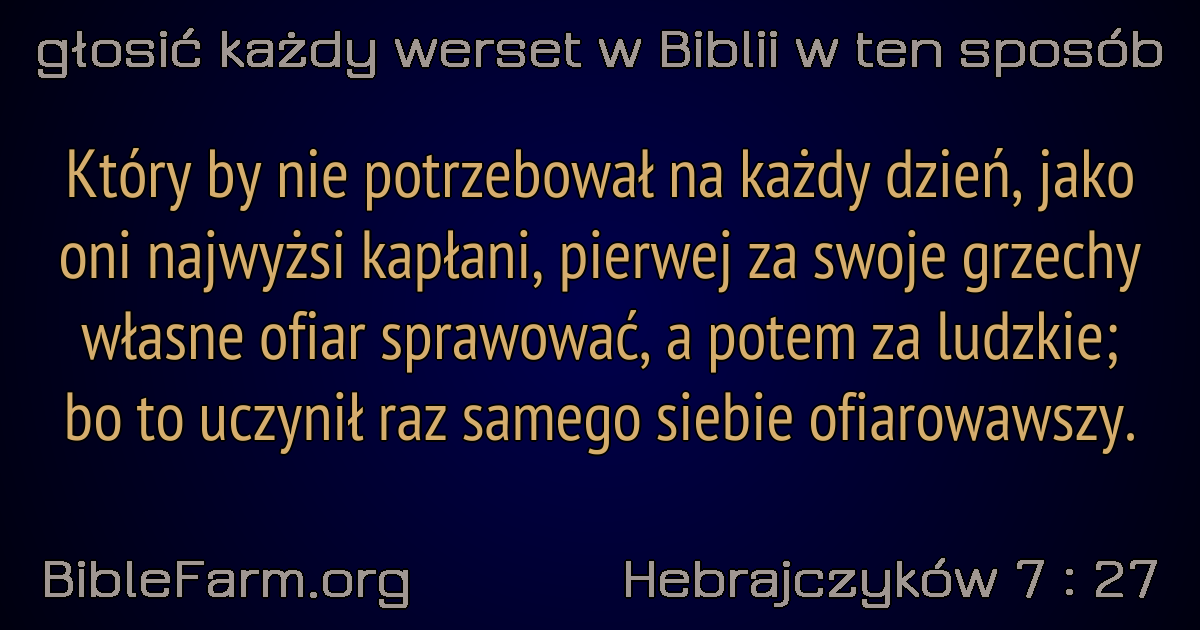 głosić każdy werset w Biblii w ten sposób
Który by nie potrzebował na każdy dzień, jako
oni najwyżsi kapłani, pierwej za swoje grzechy
własne ofiar sprawować, a potem za ludzkie;
bo to uczynił raz samego siebie ofiarowawszy.
BibleFarm.org
Hebrajczyków 7 : 27